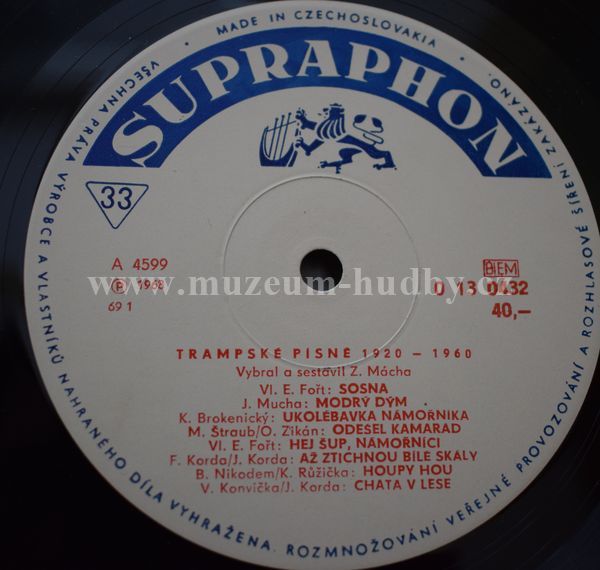 • MADE IN CZECHOSLOVAKIA •
SUPRAPHON
VŠECHNA PRÁVA VÝROBCE A VLASTNÍKŮ NAHRANÉHO DÍLA VYHRAŽENA. ROZMNOŽOVÁNÍ VEŘEJNÉ PROVOZOVÁNÍ A ROZHLASOVÉ ŠÍŘENÍ ZAKÁZÁNO.
33
A 4599
BIEM
www.muzeum-hudby.cz
Ⓟ 1968
0 13 0432
69 1
40,—
TRAMPSKÉ PÍSNĚ 1920 — 1960
Vybral a sestavil Z. Mácha
Vl. E. Fořt: SOSNA
J. Mucha: MODRÝ DÝM
K. Brokenický: UKOLÉBAVKA NÁMOŘNÍKA
M. Štraub/O. Zíkán: ODEŠEL KAMARÁD
Vl. E. Fořt: HEJ ŠUP, NÁMOŘNÍCI
F. Korda/J. Korda: AŽ ZTICHNOU BÍLÉ SKÁLY
B. Nikodem/K. Růžička: HOUPY HOU
V. Konvička/J. Korda: CHATA V LESE